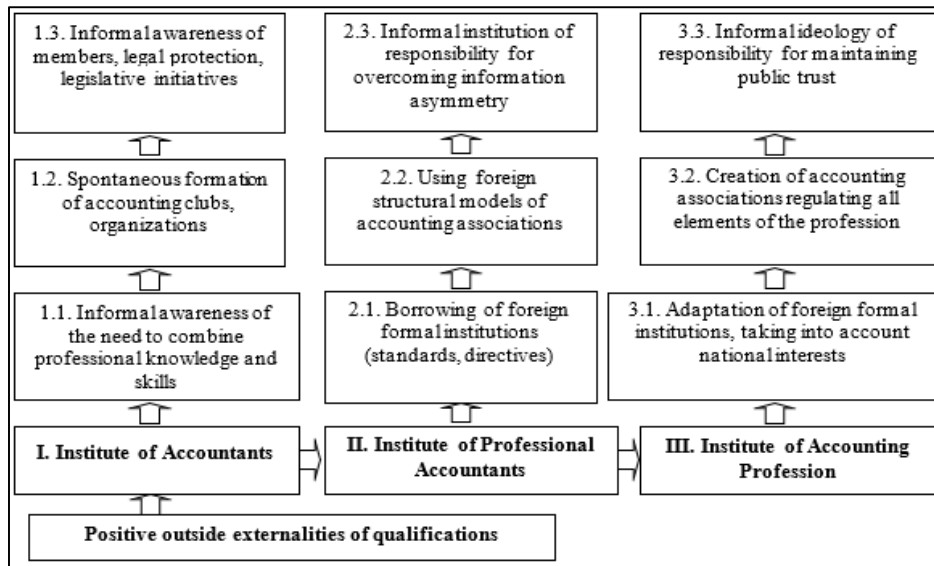 1.3. Informal awareness of
members, legal protection,
legislative initiatives
2.3. Informal institution of
responsibility for
overcoming information
asymmetry
3.3. Informal ideology of
responsibility for maintaining
public trust
1.2. Spontaneous formation
of accounting clubs,
organizations
2.2. Using foreign
structural models of
accounting associations
3.2. Creation of accounting
associations regulating all
elements of the profession
1.1. Informal awareness of
the need to combine
professional knowledge and
skills
2.1. Borrowing of foreign
formal institutions
(standards, directives)
3.1. Adaptation of foreign formal
institutions, taking into account
national interests
I. Institute of Accountants
II. Institute of Professional
Accountants
III. Institute of Accounting
Profession
Positive outside externalities of qualifications